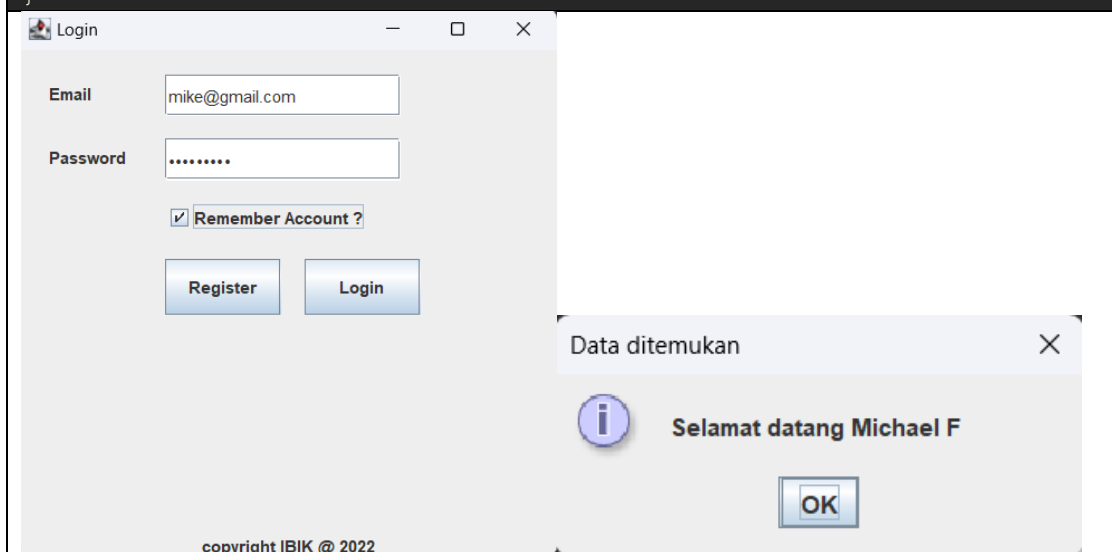 }
Login
Email
mike@gmail.com
Password
•••••••••
Remember Account ?
Register Login
copyright IBIK @ 2022
Data ditemukan
Selamat datang Michael F
OK